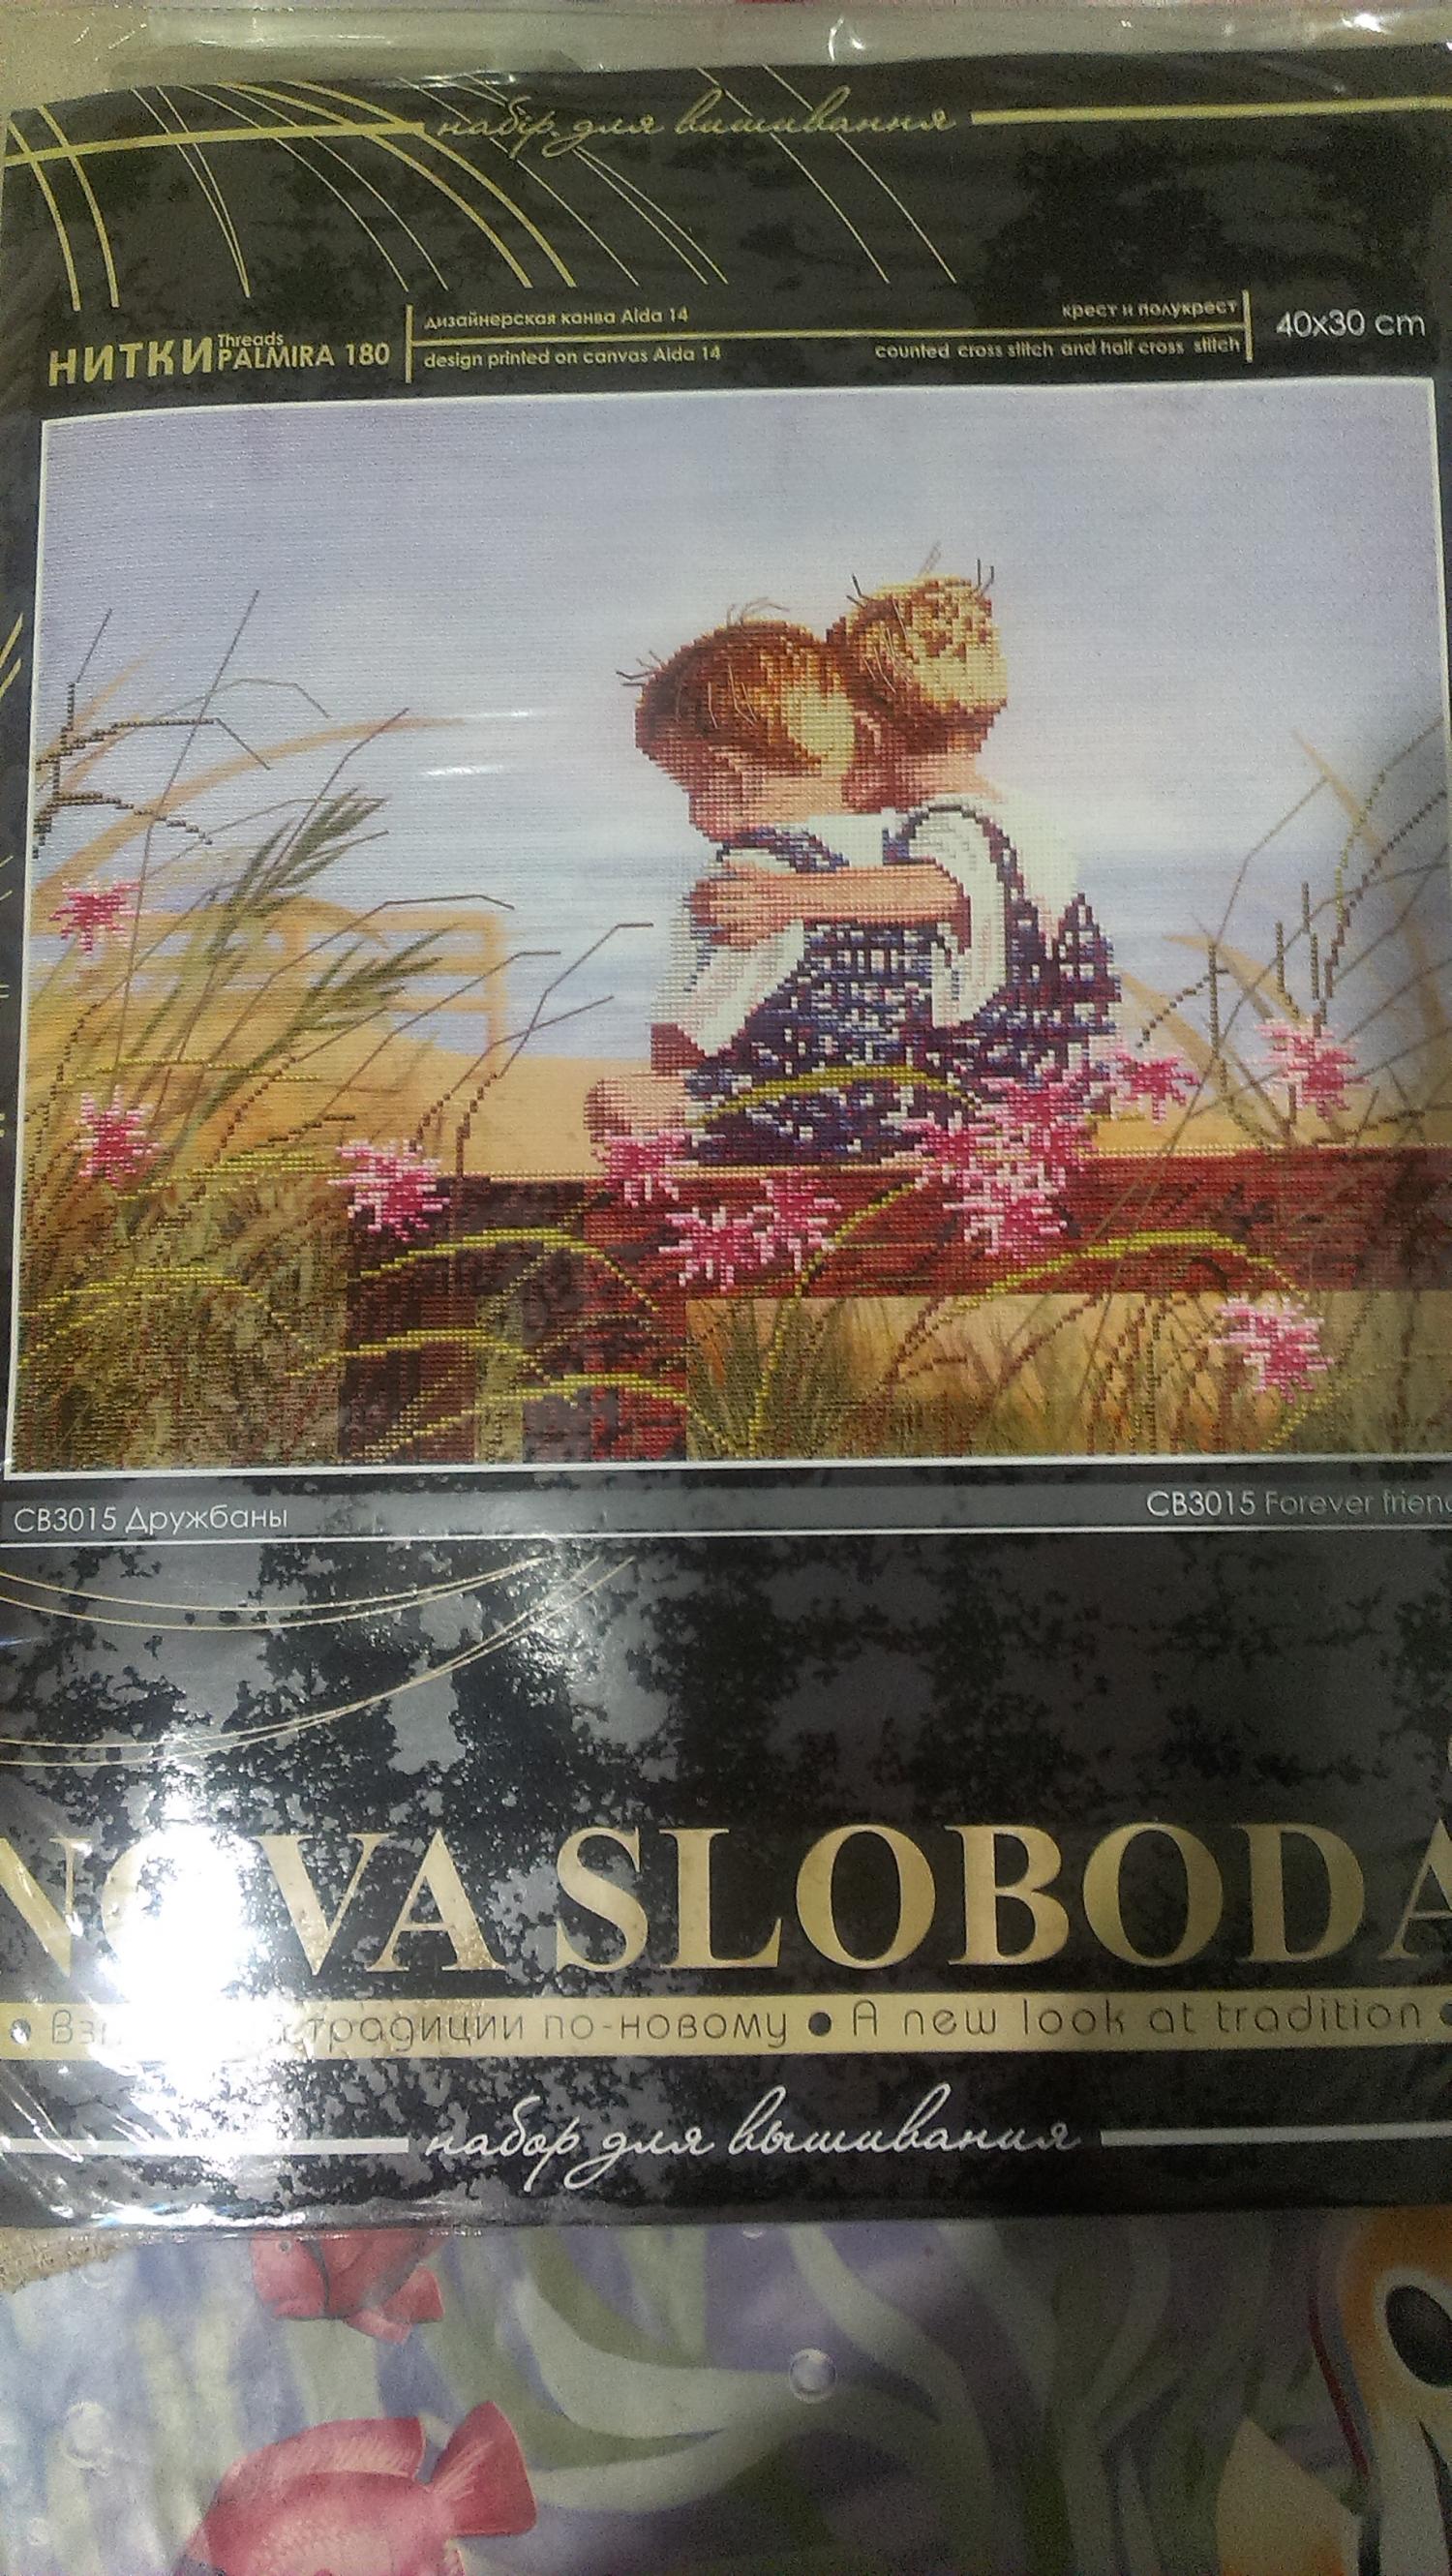 набір для вишивання
НИТКИ Threads PALMIRA 180
дизайнерская канва Aida 14
design printed on canvas Aida 14
крест и полукрест
counted cross stitch and half cross stitch
40x30 cm
СВ3015 Дружбаны
CB3015 Forever
NOVA SLOBODA
традиции по-новому • A new look at tradition •
набор для вышивания